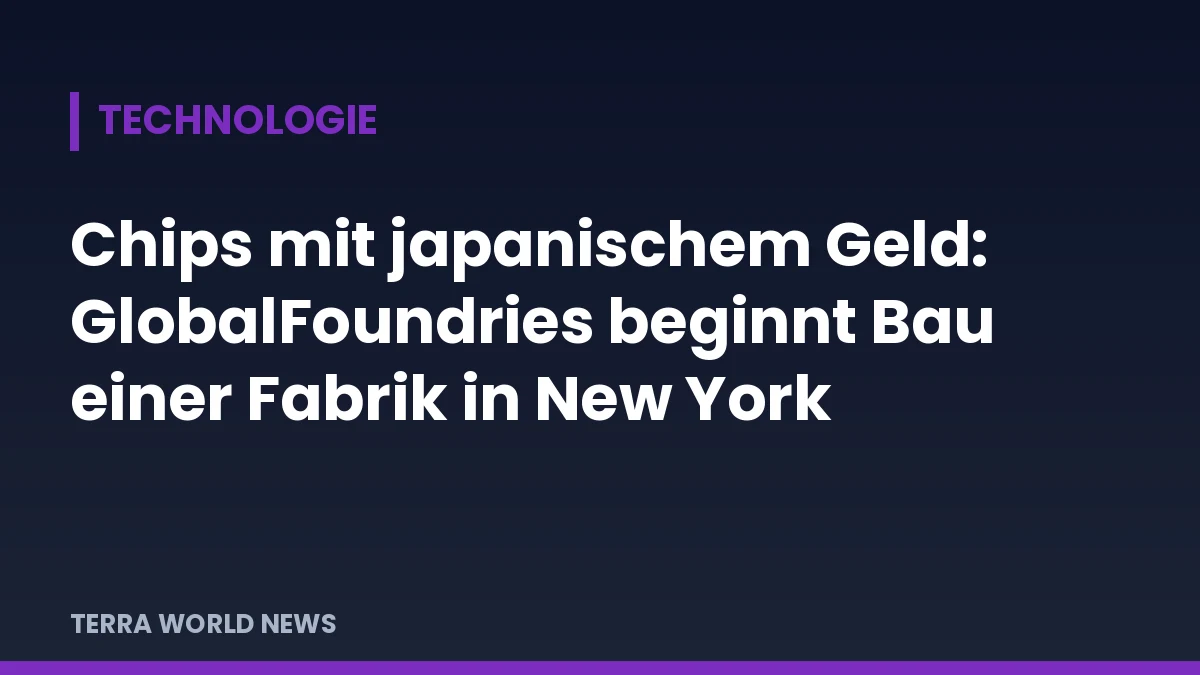 TECHNOLOGIE
Chips mit japanischem Geld:
GlobalFoundries beginnt Bau
einer Fabrik in New York
TERRA WORLD NEWS